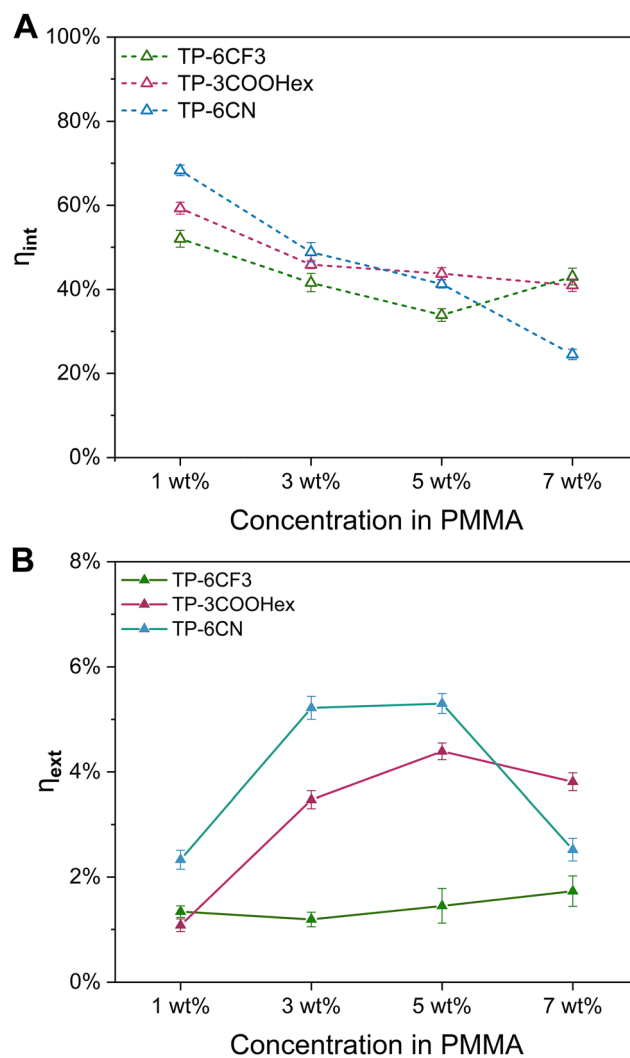 A
100%
80%
60%
40%
20%
0%
ηint
TP-6CF3
TP-3COOHex
TP-6CN
1 wt%
3 wt%
5 wt%
7 wt%
Concentration in PMMA
B
8%
6%
4%
2%
0%
ηext
TP-6CF3
TP-3COOHex
TP-6CN
1 wt%
3 wt%
5 wt%
7 wt%
Concentration in PMMA